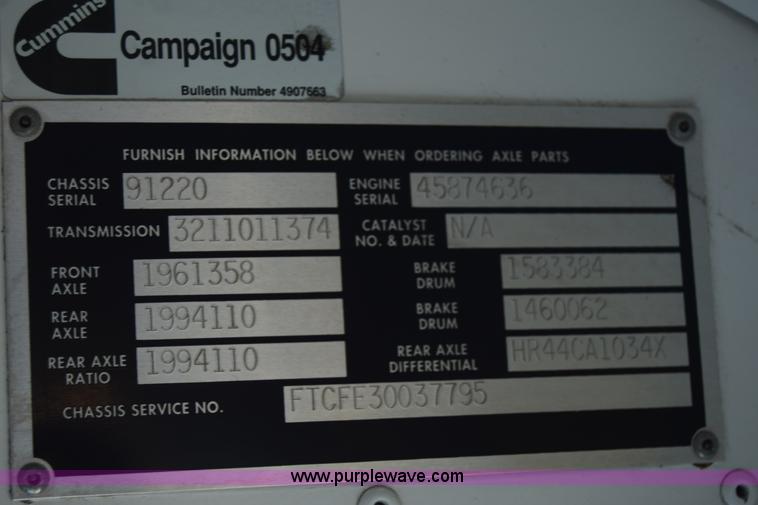 Cummins
Campaign 0504
Bulletin Number 4907663
FURNISH INFORMATION BELOW WHEN ORDERING AXLE PARTS
CHASSIS SERIAL 91220 ENGINE SERIAL 45874636
TRANSMISSION 3211011374 CATALYST NO. & DATE N/A
FRONT AXLE 1961358 BRAKE DRUM 1583384
REAR AXLE 1994110 BRAKE DRUM 1460062
REAR AXLE RATIO 1994110 REAR AXLE DIFFERENTIAL HR44CA1034X
CHASSIS SERVICE NO. FTCFE30037795
www.purplewave.com